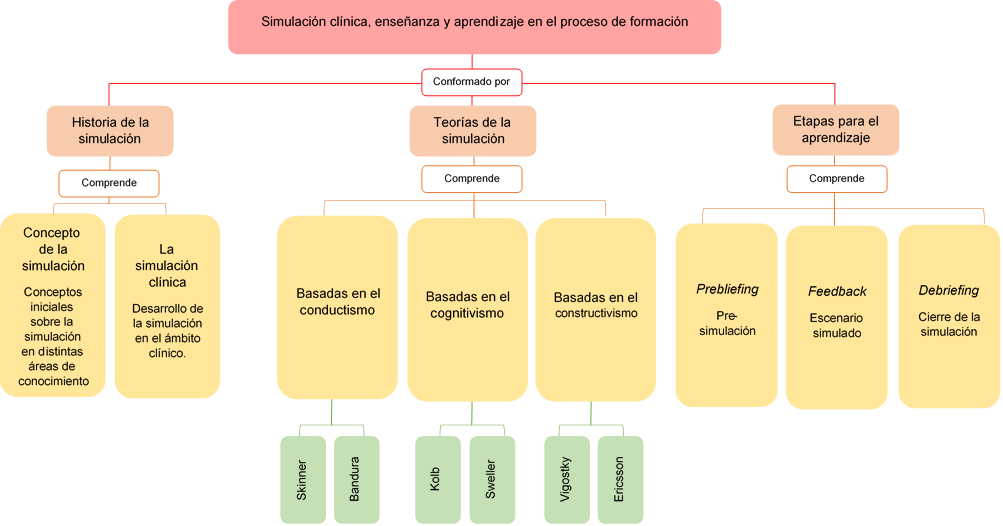 Simulación clínica, enseñanza y aprendizaje en el proceso de formación
Conformado por
Historia de la
simulación
Teorías de la
simulación
Etapas para el
aprendizaje
Comprende
Comprende
Comprende
Concepto
de la
simulación
Conceptos
iniciales
sobre la
simulación
en distintas
áreas de
conocimiento
La
simulación
clínica
Desarrollo de
la simulación
en el ámbito
clínico.
Basadas en el
conductismo
Basadas en el
cognitivismo
Basadas en el
constructivismo
Prebliefing
Pre-
simulación
Feedback
Escenario
simulado
Debriefing
Cierre de la
simulación
Skinner
Bandura
Kolb
Sweller
Vigostky
Ericsson